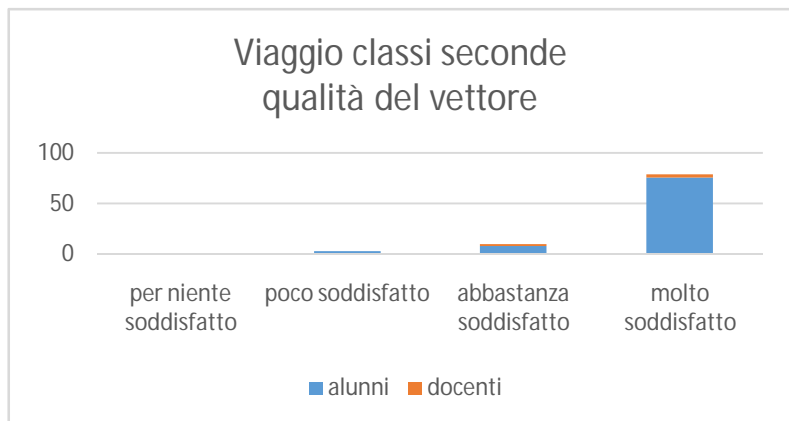 Viaggio classi seconde
qualità del vettore
100
50
0
per niente
soddisfatto
poco soddisfatto
abbastanza
soddisfatto
molto
soddisfatto
alunni
docenti